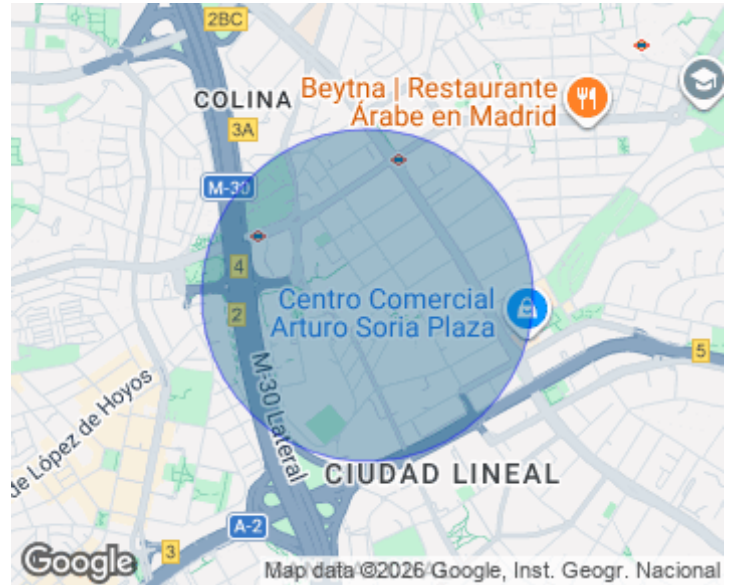 2BC
COLINA
Beytna | Restaurante
Árabe en Madrid
3A
M-30
4
2
Centro Comercial
Arturo Soria Plaza
5
M-30 Lateral
de López de Hoyos
CIUDAD LINEAL
A-2
3
Google
Map data ©2026 Google, Inst. Geogr. Nacional